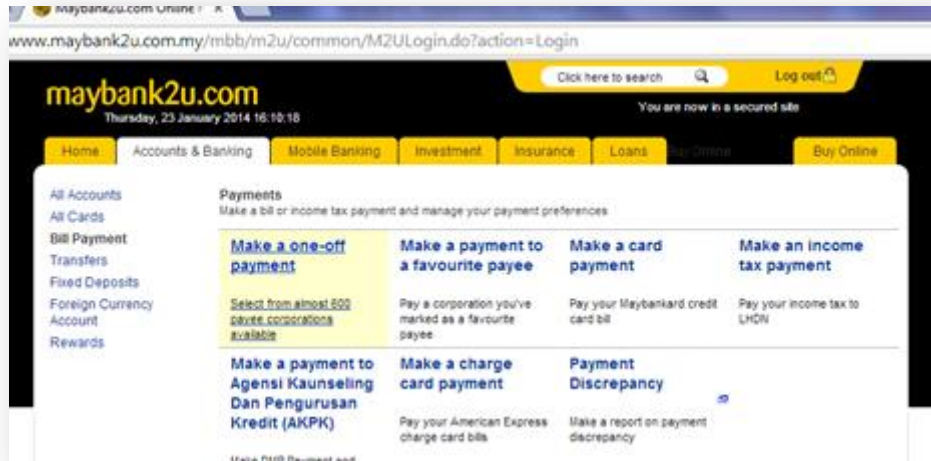 maybank2u.com Online
www.maybank2u.com.my/mbb/m2u/common/M2ULogin.do?action=Login
Click here to search
Log out
maybank2u.com
Thursday, 23 January 2014 16:10:18
You are now in a secured site
Home
Accounts & Banking
Mobile Banking
Investment
Insurance
Loans
Buy Online
Buy Online
All Accounts
All Cards
Bill Payment
Transfers
Fixed Deposits
Foreign Currency
Account
Rewards
Payments
Make a bill or income tax payment and manage your payment preferences
Make a one-off
payment
Select from almost 600
payee corporations
available
Make a payment to
a favourite payee
Pay a corporation you've
marked as a favourite
payee
Make a card
payment
Pay your Maybankard credit
card bill
Make an income
tax payment
Pay your income tax to
LHDN
Make a payment to
Agensi Kaunseling
Dan Pengurusan
Kredit (AKPK)
Make DMP Payment and
Make a charge
card payment
Pay your American Express
charge card bills
Payment
Discrepancy
Make a report on payment
discrepancy